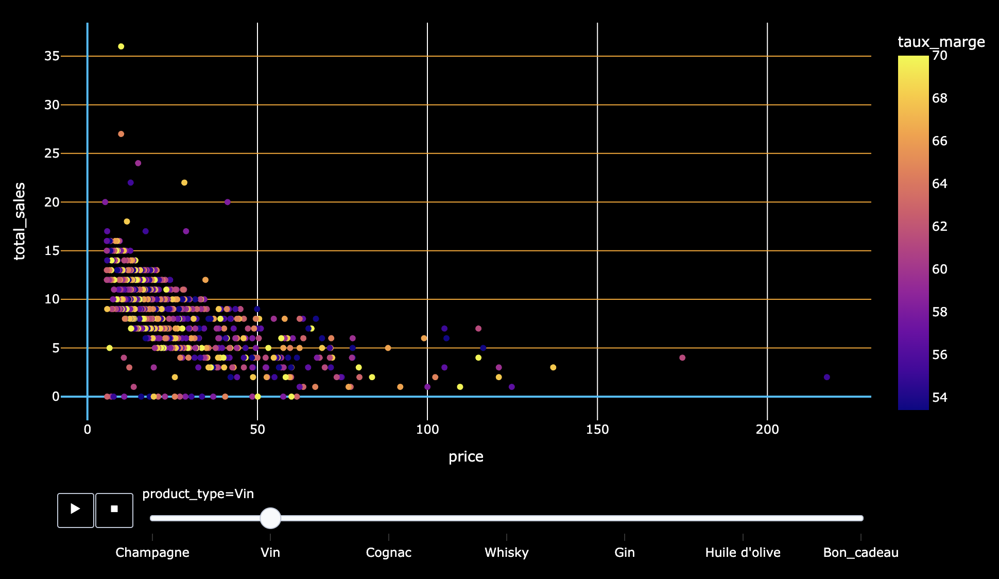 taux_marge
70
68
66
64
62
60
58
56
54
total_sales
35
30
25
20
15
10
5
0
0 50 100 150 200
price
product_type=Vin
Champagne Vin Cognac Whisky Gin Huile d'olive Bon_cadeau